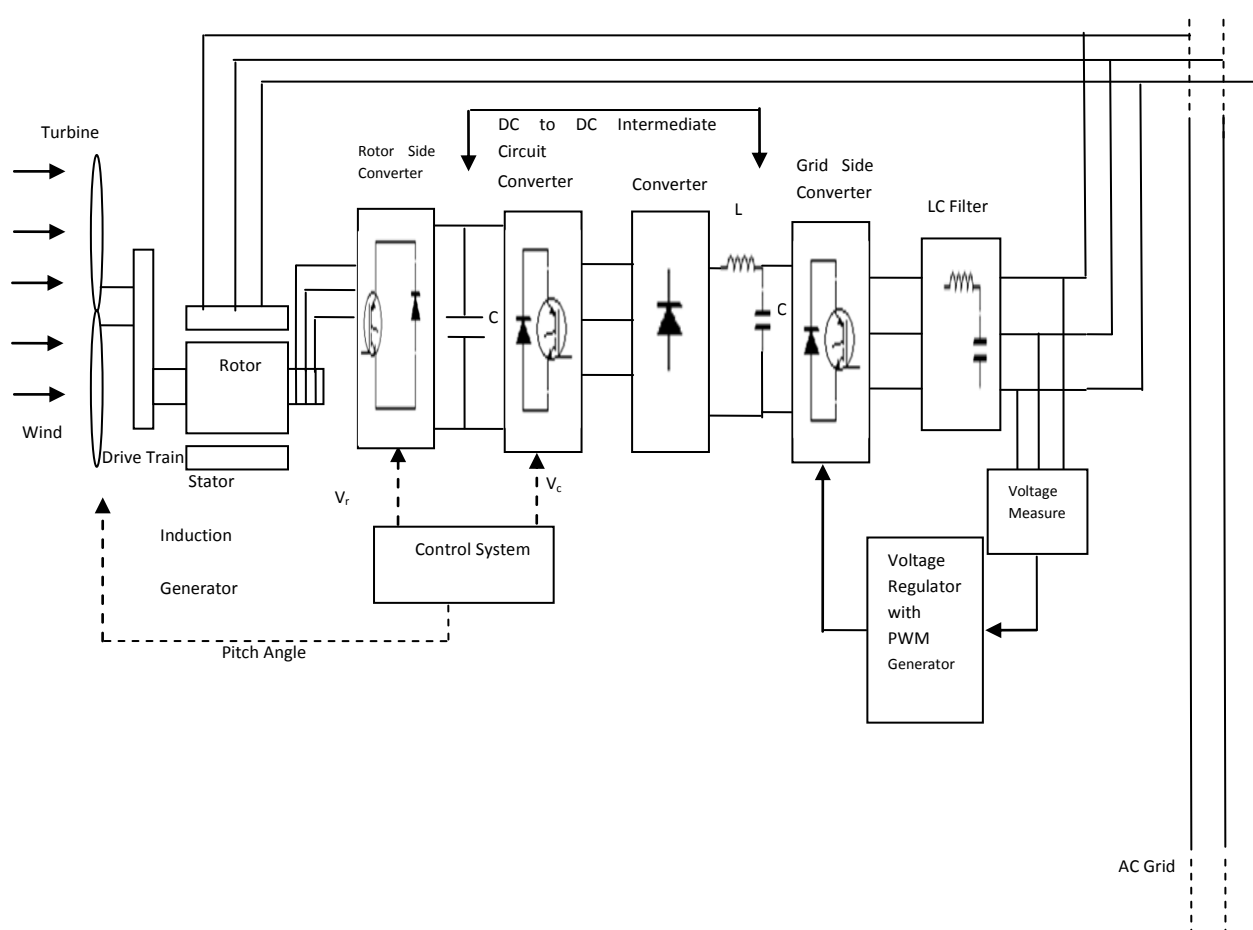 Turbine
DC to DC Intermediate
Circuit
Converter
Rotor Side
Converter
Converter
Grid Side
Converter
L
LC Filter
C
C
Rotor
Wind
Drive Train
Stator
Vr
Vc
Voltage
Measure
Induction
Generator
Control System
Voltage
Regulator
with
PWM
Generator
Pitch Angle
AC Grid